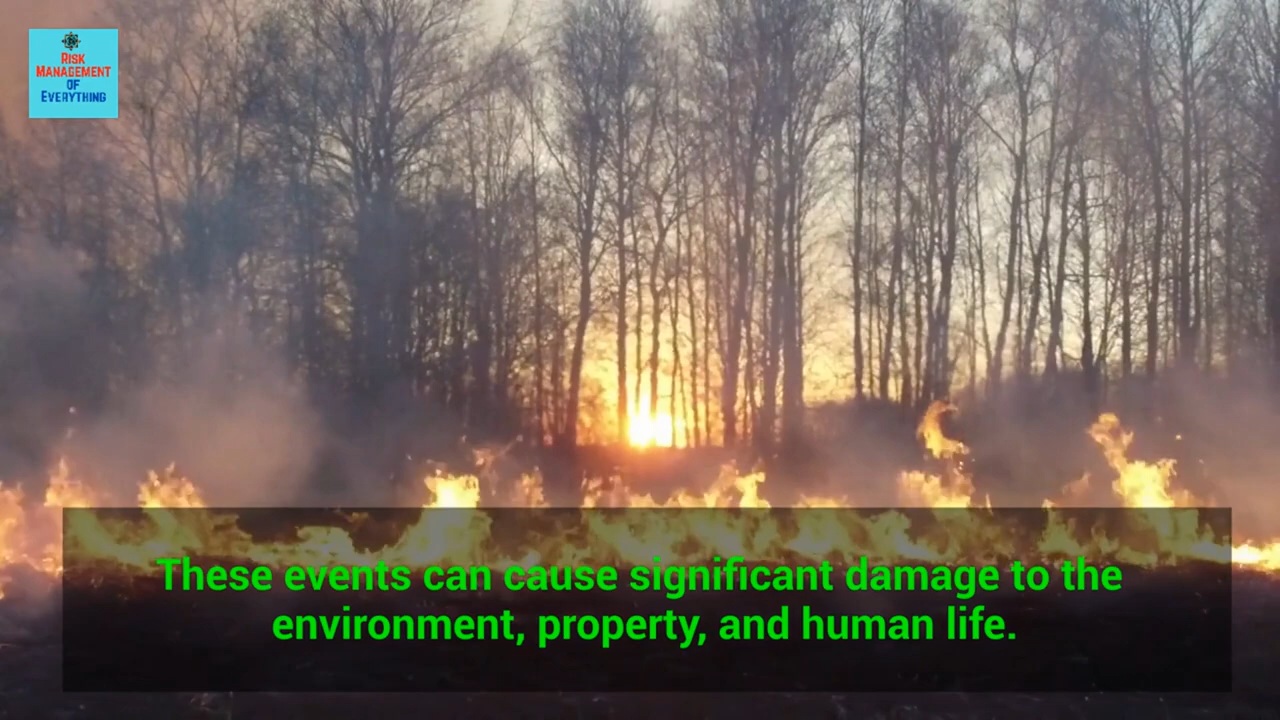 Risk
Management
of
Everything
These events can cause significant damage to the
environment, property, and human life.